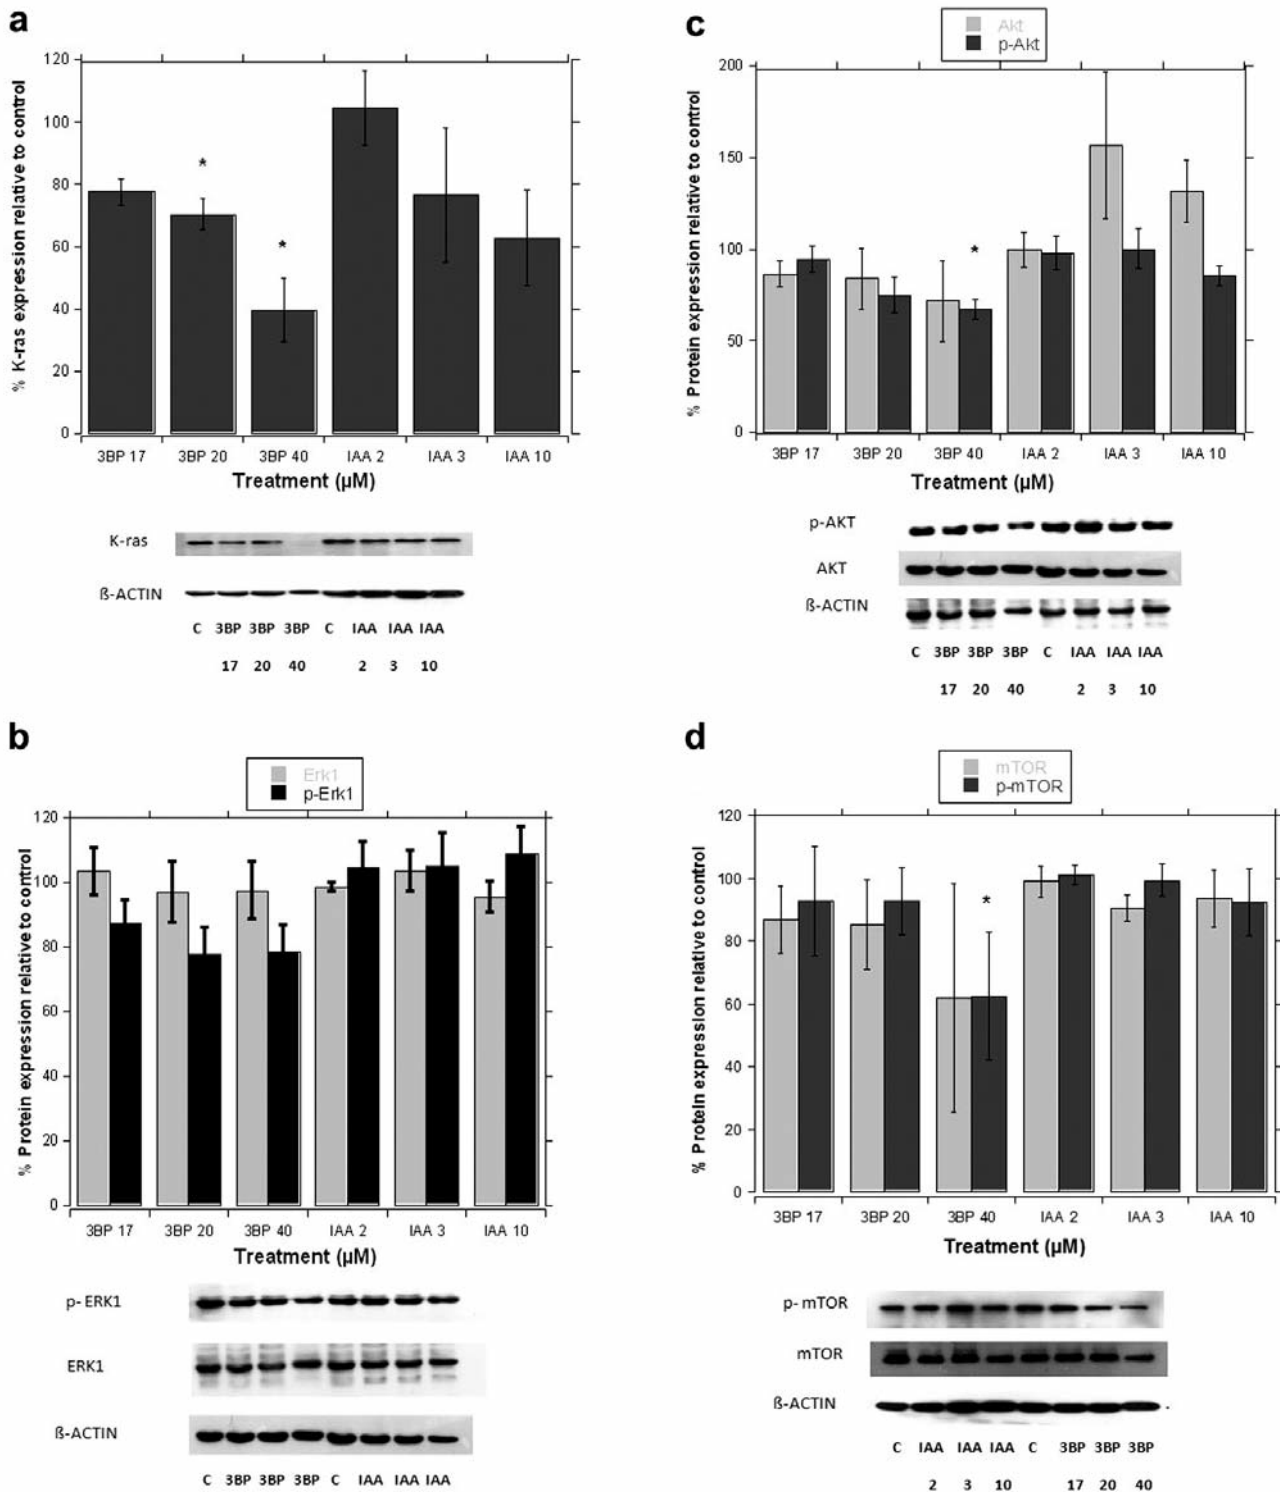 a
% K-ras expression relative to control
120
100
80
60
40
20
0
*
*
3BP 17 3BP 20 3BP 40 IAA 2 IAA 3 IAA 10
Treatment (µM)
K-ras
ß-ACTIN
C 3BP 3BP 3BP C IAA IAA IAA
17 20 40 2 3 10
b
Erk1
p-Erk1
% Protein expression relative to control
120
100
80
60
40
20
0
3BP 17 3BP 20 3BP 40 IAA 2 IAA 3 IAA 10
Treatment (µM)
p- ERK1
ERK1
ß-ACTIN
C 3BP 3BP 3BP C IAA IAA IAA
c
Akt
p-Akt
% Protein expression relative to control
200
150
100
50
0
*
3BP 17 3BP 20 3BP 40 IAA 2 IAA 3 IAA 10
Treatment (µM)
p-AKT
AKT
ß-ACTIN
C 3BP 3BP 3BP C IAA IAA IAA
17 20 40 2 3 10
d
mTOR
p-mTOR
% Protein expression relative to control
120
100
80
60
40
20
0
*
3BP 17 3BP 20 3BP 40 IAA 2 IAA 3 IAA 10
Treatment (µM)
p- mTOR
mTOR
ß-ACTIN
C IAA IAA IAA C 3BP 3BP 3BP
2 3 10 17 20 40